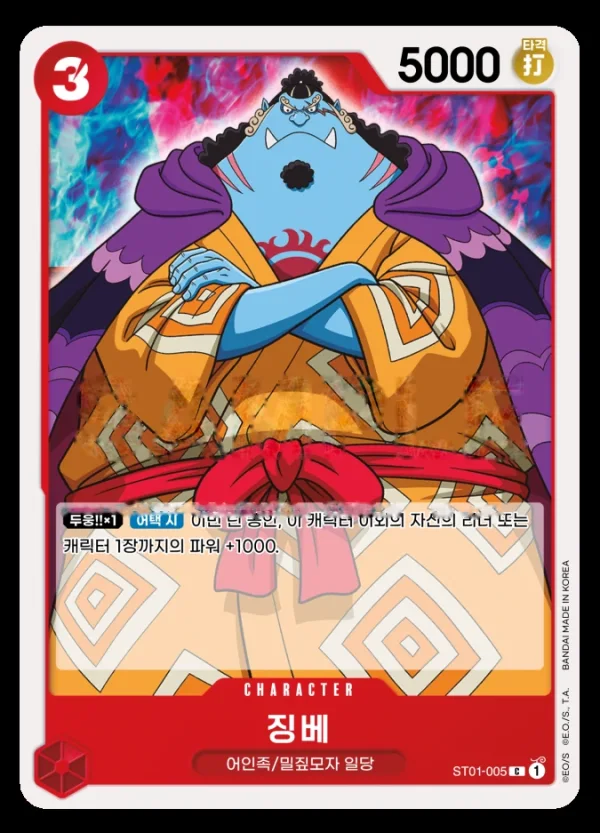 3
5000
타격
打
두웅!!×1 어택 시 이번 턴 동안, 이 캐릭터 이외의 자신의 리더 또는
캐릭터 1장까지의 파워 +1000.
CHARACTER
징베
어인족/밀짚모자 일당
ST01-005 C 1
©EO/S ©E.O./S., T.A. BANDAI MADE IN KOREA